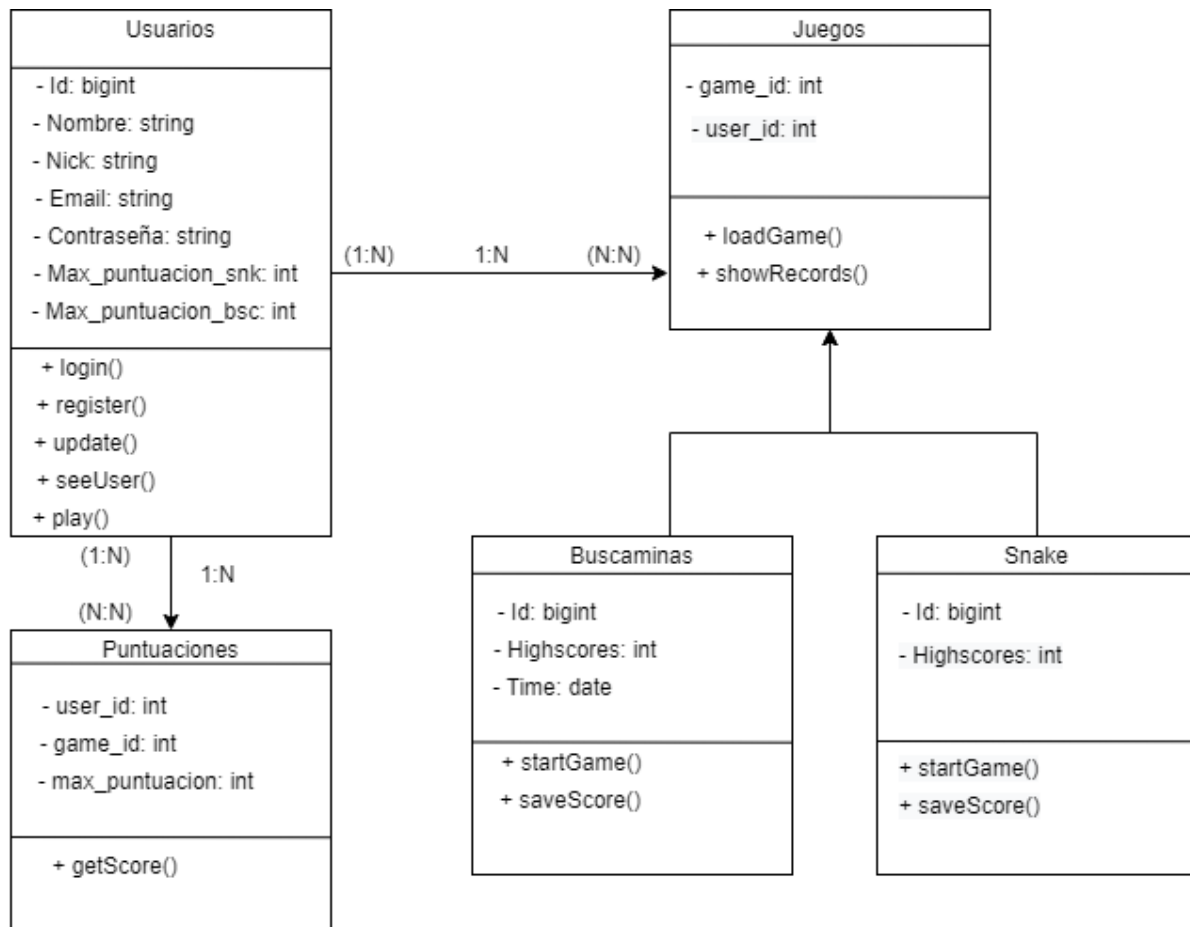 Usuarios
- Id: bigint
- Nombre: string
- Nick: string
- Email: string
- Contraseña: string
- Max_puntuacion_snk: int
- Max_puntuacion_bsc: int
+ login()
+ register()
+ update()
+ seeUser()
+ play()
(1:N) 1:N (N:N)
Juegos
- game_id: int
- user_id: int
+ loadGame()
+ showRecords()
(1:N)
1:N
(N:N)
Puntuaciones
- user_id: int
- game_id: int
- max_puntuacion: int
+ getScore()
Buscaminas
- Id: bigint
- Highscores: int
- Time: date
+ startGame()
+ saveScore()
Snake
- Id: bigint
- Highscores: int
+ startGame()
+ saveScore()